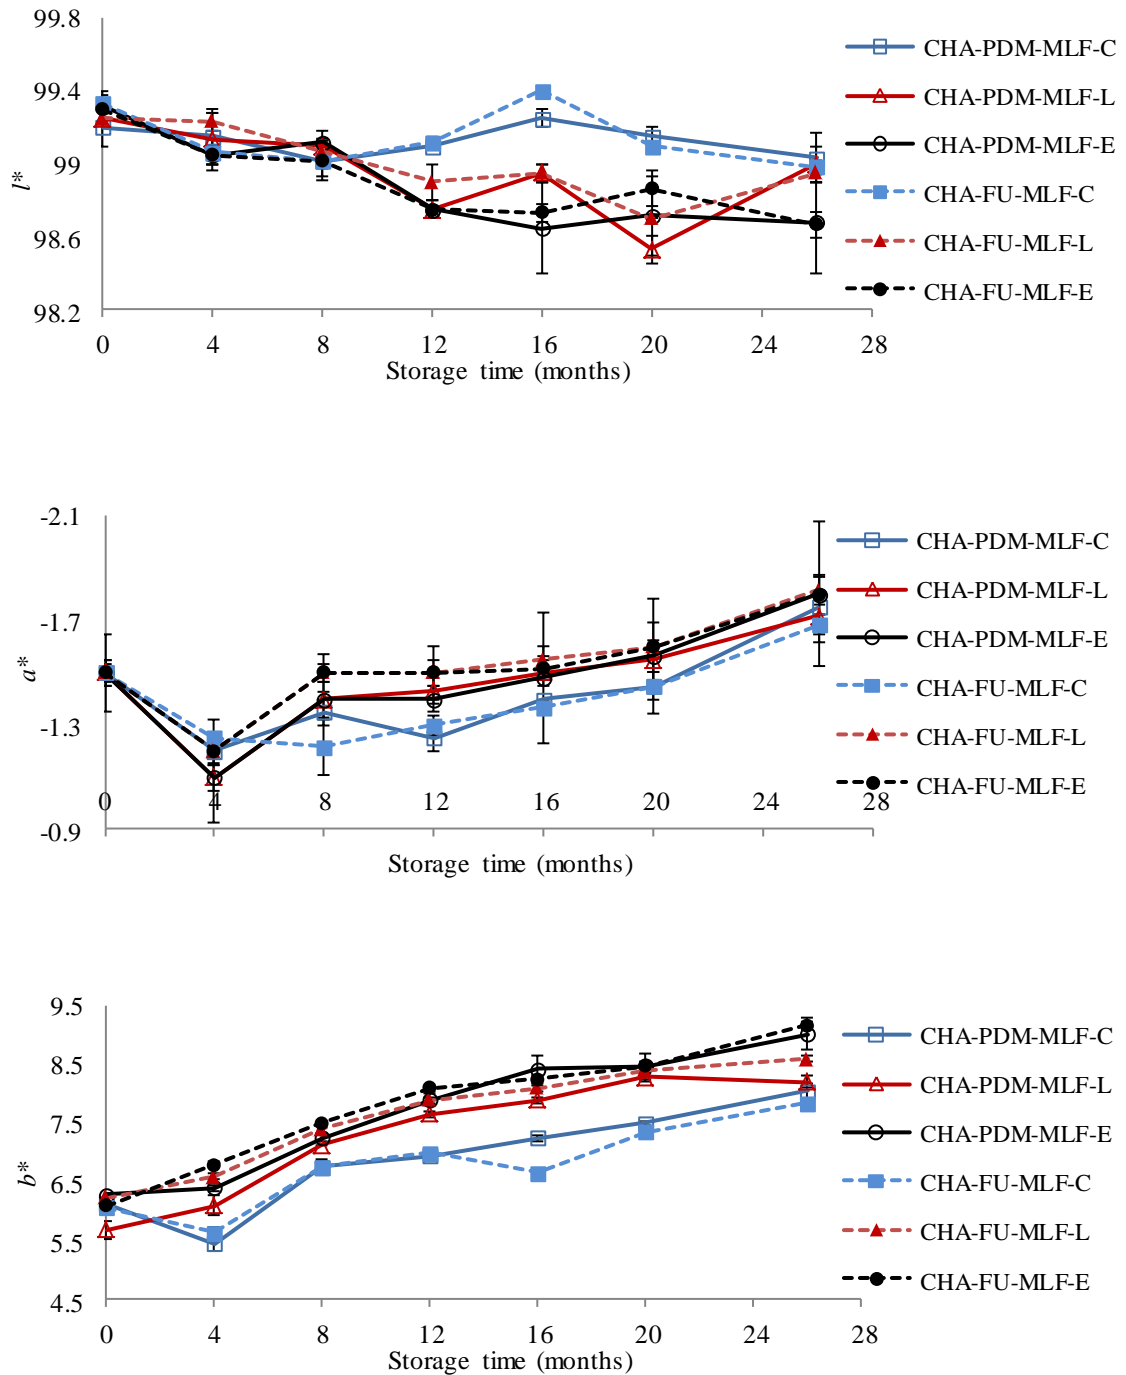 99.8
99.4
99
98.6
98.2
l*
0 4 8 12 16 20 24 28
Storage time (months)
CHA-PDM-MLF-C
CHA-PDM-MLF-L
CHA-PDM-MLF-E
CHA-FU-MLF-C
CHA-FU-MLF-L
CHA-FU-MLF-E
-2.1
-1.7
-1.3
-0.9
a*
0 4 8 12 16 20 24 28
Storage time (months)
CHA-PDM-MLF-C
CHA-PDM-MLF-L
CHA-PDM-MLF-E
CHA-FU-MLF-C
CHA-FU-MLF-L
CHA-FU-MLF-E
9.5
8.5
7.5
6.5
5.5
4.5
b*
0 4 8 12 16 20 24 28
Storage time (months)
CHA-PDM-MLF-C
CHA-PDM-MLF-L
CHA-PDM-MLF-E
CHA-FU-MLF-C
CHA-FU-MLF-L
CHA-FU-MLF-E